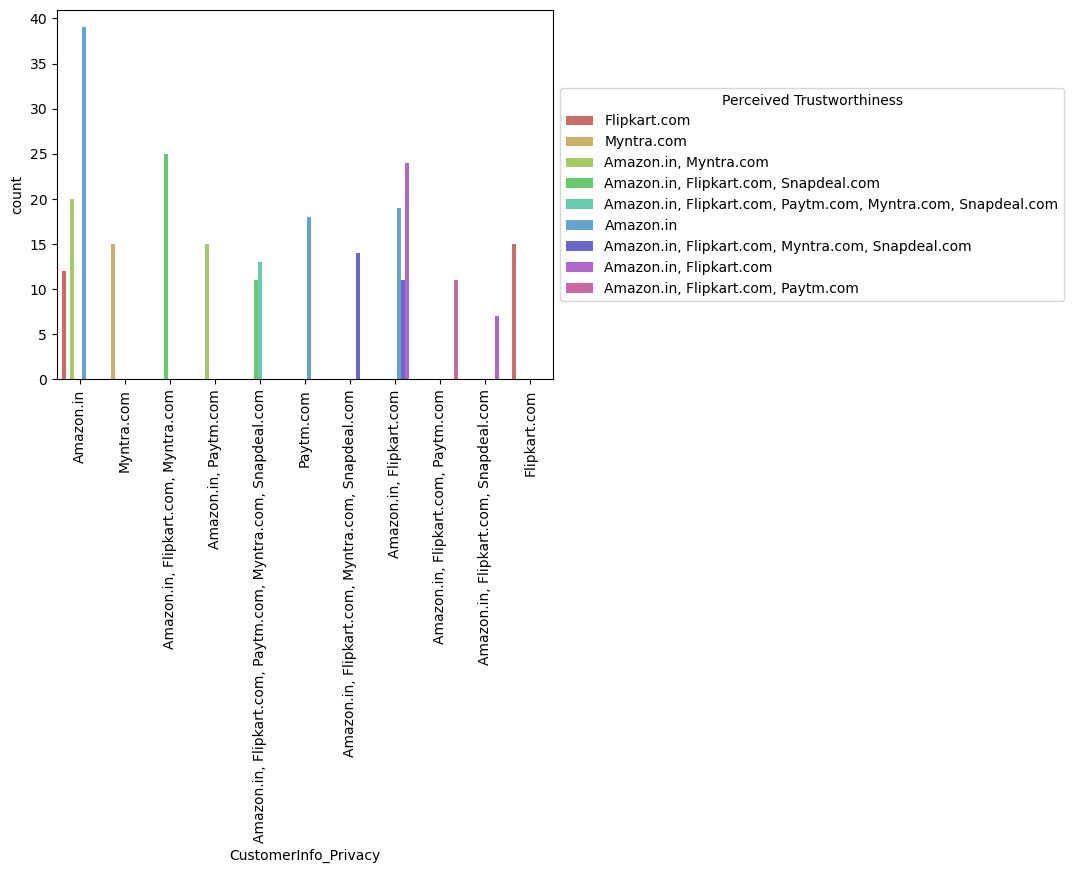 40
35
30
25
20
15
10
5
0
count
Amazon.in
Myntra.com
Amazon.in, Flipkart.com, Myntra.com
Amazon.in, Paytm.com
Amazon.in, Flipkart.com, Paytm.com, Myntra.com, Snapdeal.com
Paytm.com
Amazon.in, Flipkart.com, Myntra.com, Snapdeal.com
Amazon.in, Flipkart.com
Amazon.in, Flipkart.com, Paytm.com
Amazon.in, Flipkart.com, Snapdeal.com
Flipkart.com
CustomerInfo_Privacy
Perceived Trustworthiness
Flipkart.com
Myntra.com
Amazon.in, Myntra.com
Amazon.in, Flipkart.com, Snapdeal.com
Amazon.in, Flipkart.com, Paytm.com, Myntra.com, Snapdeal.com
Amazon.in
Amazon.in, Flipkart.com, Myntra.com, Snapdeal.com
Amazon.in, Flipkart.com
Amazon.in, Flipkart.com, Paytm.com